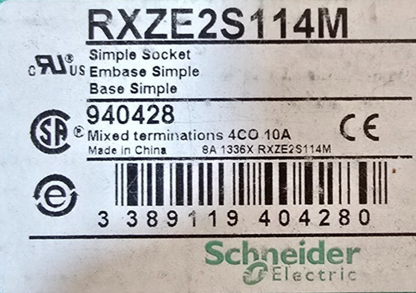 RXZE2S114M
Simple Socket
Embase Simple
Base Simple
940428
Mixed terminations 4CO 10A
Made in China 8A 1336X RXZE2S114M
3 389119 404280
Schneider
Electric